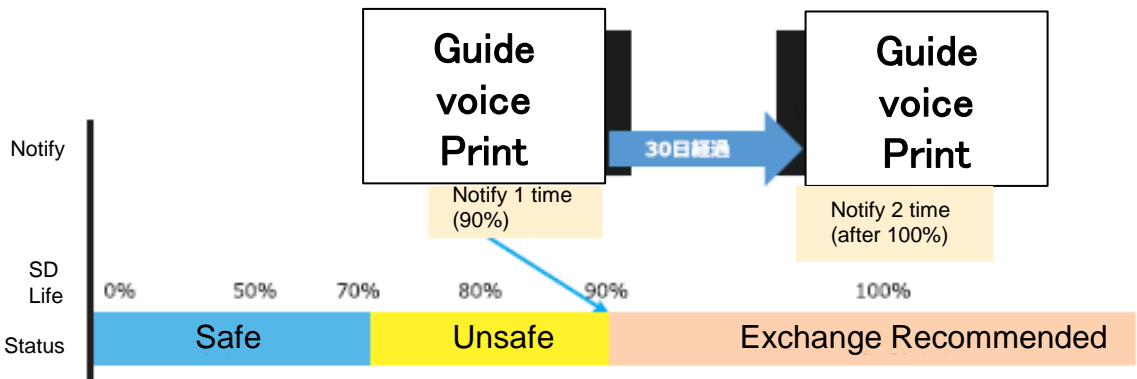 Guide
voice
Print
Guide
voice
Print
Notify
30日経過
Notify 1 time
(90%)
Notify 2 time
(after 100%)
SD
Life
0%
50%
70%
80%
90%
100%
Status
Safe
Unsafe
Exchange Recommended